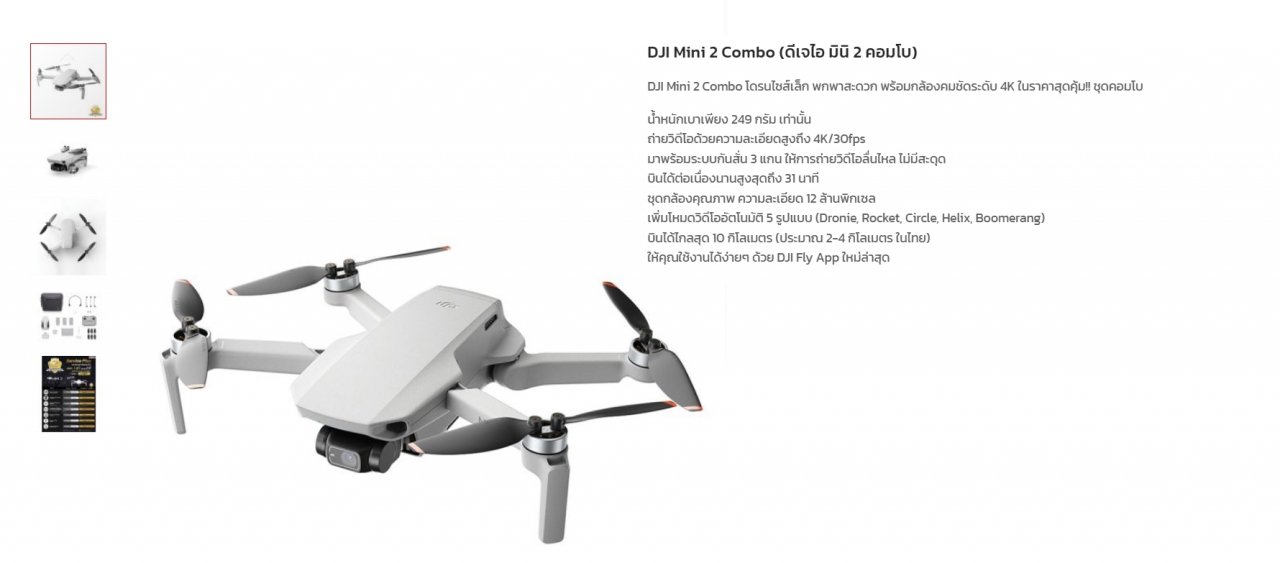 DJI Mini 2 Combo (ดีเจไอ มินิ 2 คอมโบ)
DJI Mini 2 Combo โดรนไซส์เล็ก พกพาสะดวก พร้อมกล้องคมชัดระดับ 4K ในราคาสุดคุ้ม!! ชุดคอมโบ
น้ำหนักเบาเพียง 249 กรัม เท่านั้น
ถ่ายวิดีโอด้วยความละเอียดสูงถึง 4K/30fps
มาพร้อมระบบกันสั่น 3 แกน ให้การถ่ายวิดีโอลื่นไหล ไม่มีสะดุด
บินได้ต่อเนื่องนานสูงสุดถึง 31 นาที
ชุดกล้องคุณภาพ ความละเอียด 12 ล้านพิกเซล
เพิ่มโหมดวิดีโออัตโนมัติ 5 รูปแบบ (Dronie, Rocket, Circle, Helix, Boomerang)
บินได้ไกลสุด 10 กิโลเมตร (ประมาณ 2-4 กิโลเมตร ในไทย)
ให้คุณใช้งานได้ง่ายๆ ด้วย DJI Fly App ใหม่ล่าสุด
dji